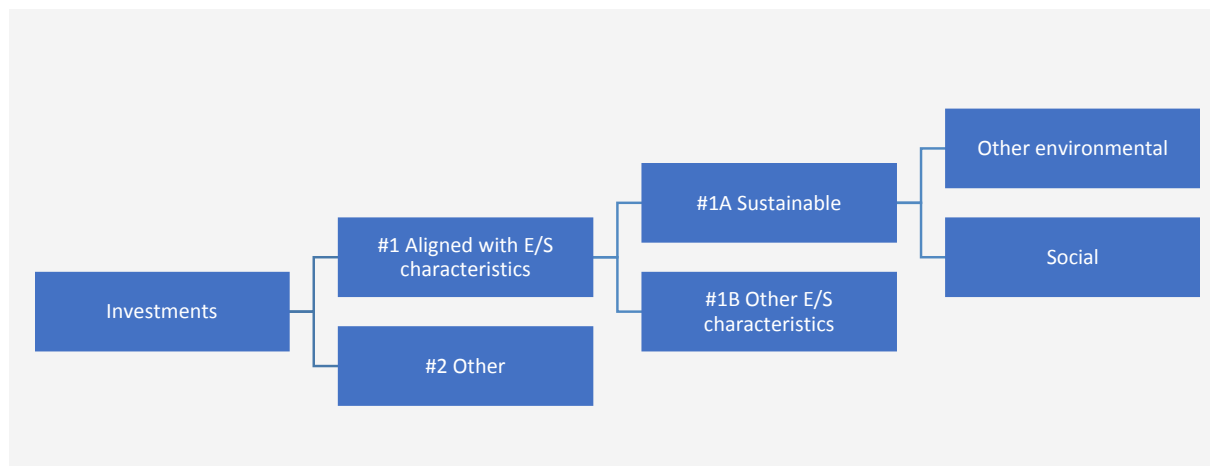 Investments
#1 Aligned with E/S
characteristics
#2 Other
#1A Sustainable
#1B Other E/S
characteristics
Other environmental
Social